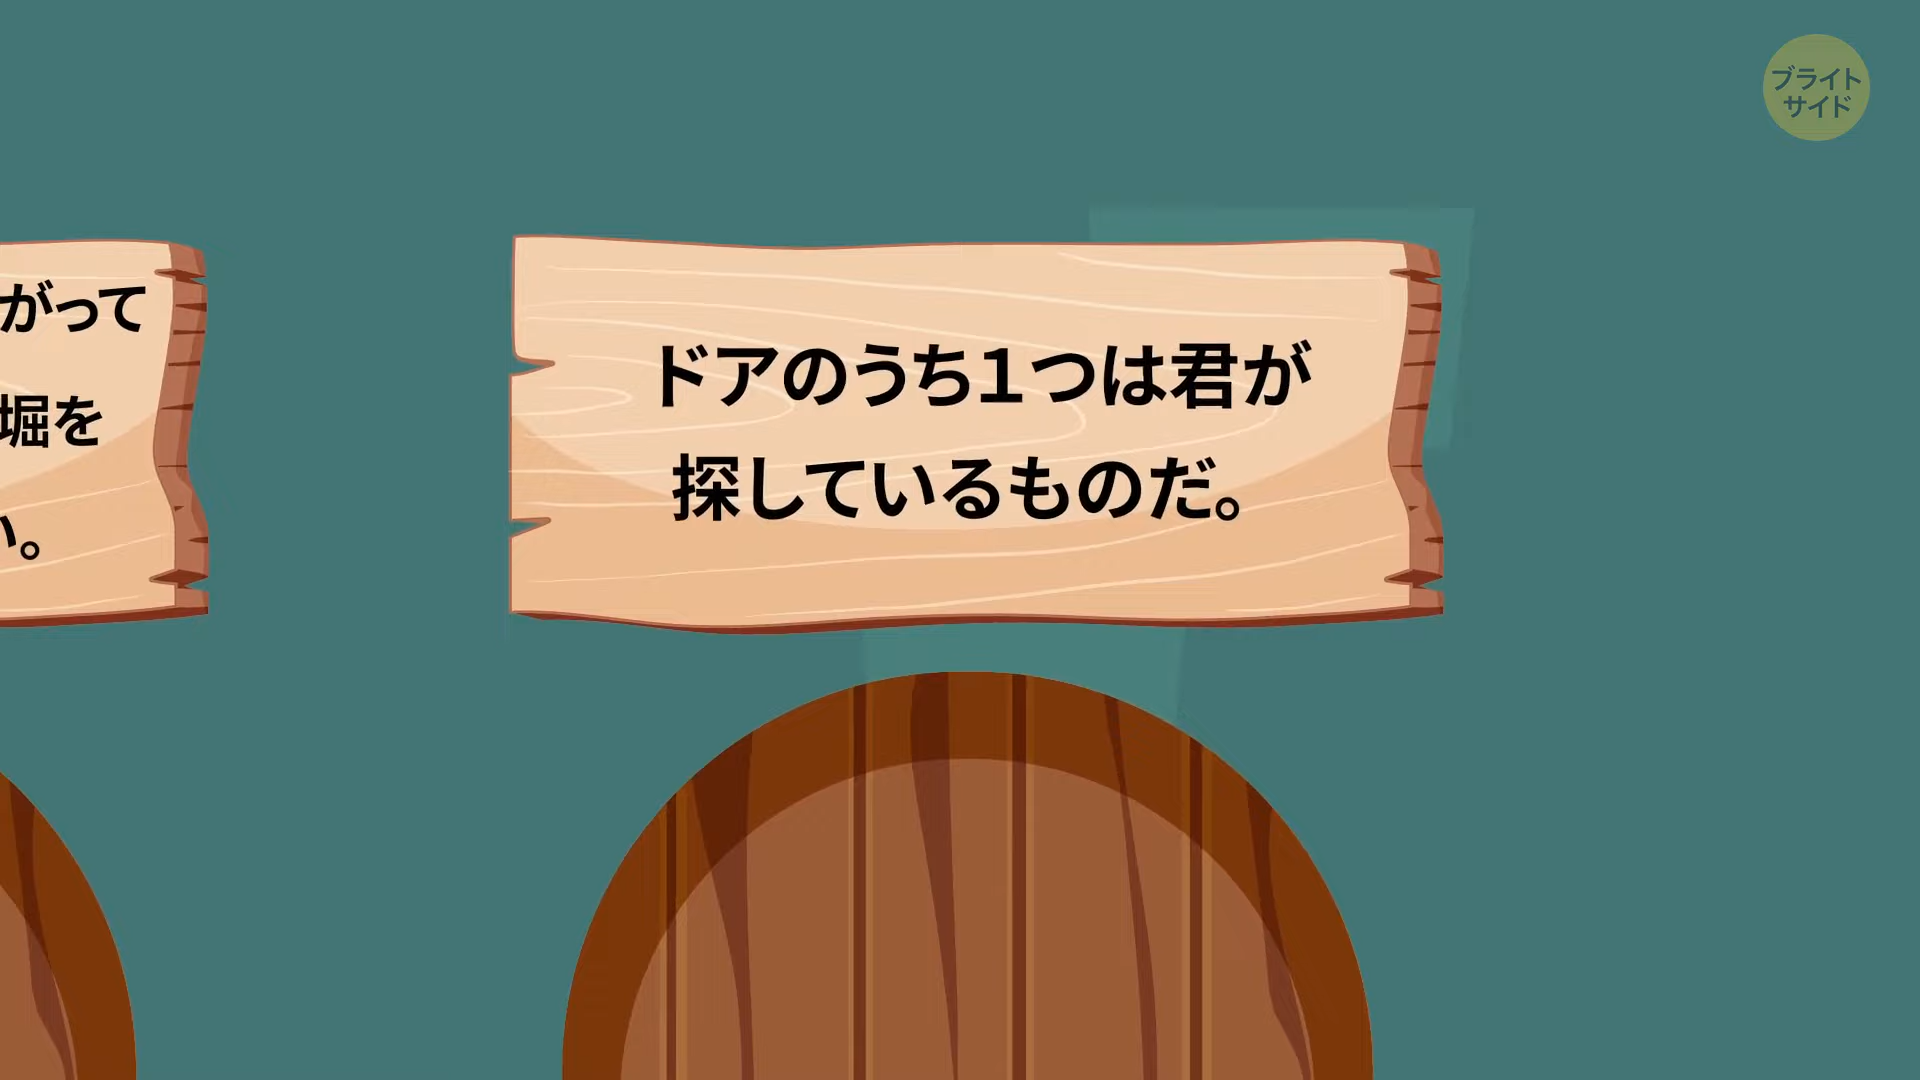 がって
堀を
い。
ドアのうち1つは君が
探しているものだ。
ブライト
サイド